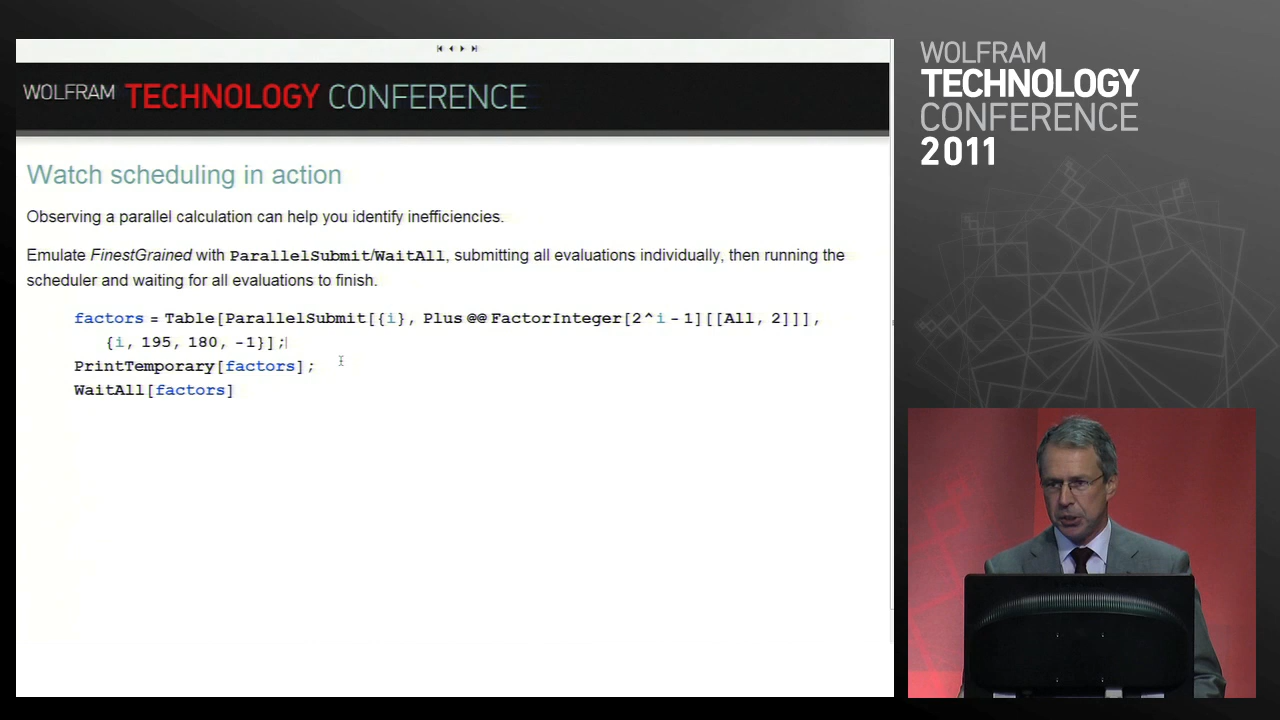 WOLFRAM TECHNOLOGY CONFERENCE
Watch scheduling in action
Observing a parallel calculation can help you identify inefficiencies.
Emulate FinestGrained with ParallelSubmit/WaitAll, submitting all evaluations individually, then running the
scheduler and waiting for all evaluations to finish.
factors = Table[ParallelSubmit[{i}, Plus @@ FactorInteger[2^i - 1][[All, 2]]],
{i, 195, 180, -1}];
PrintTemporary[factors];
WaitAll[factors]
WOLFRAM
TECHNOLOGY
CONFERENCE
2011